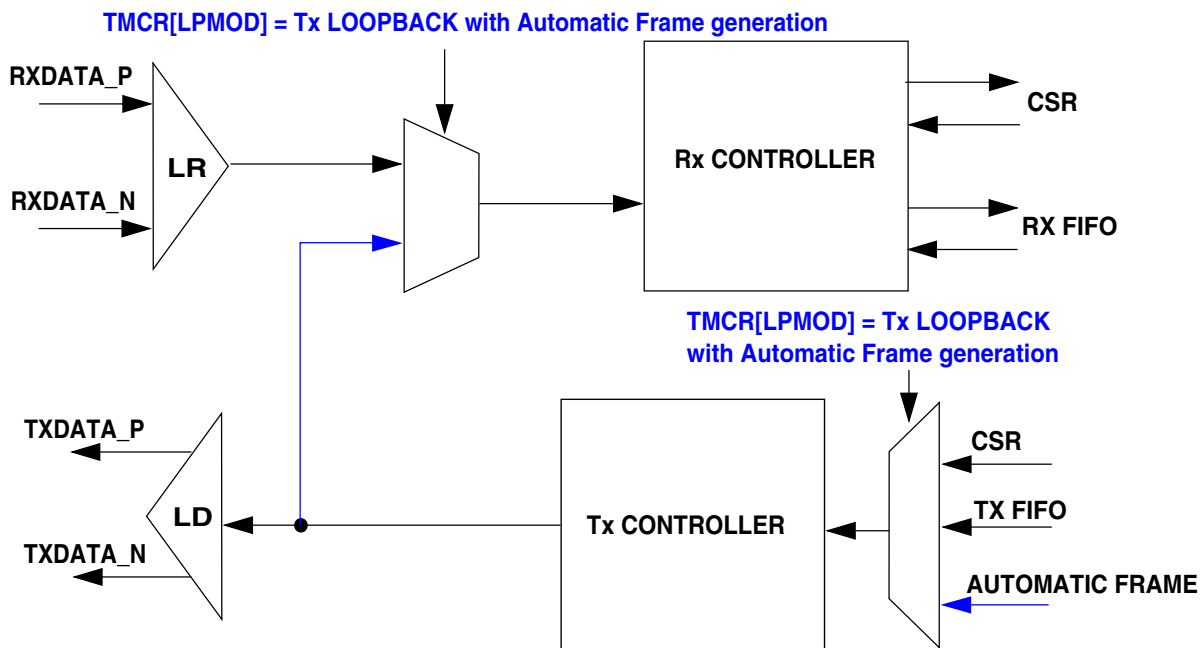 TMCR[LPMOD] = Tx LOOPBACK with Automatic Frame generation
RXDATA_P
CSR
LR
Rx CONTROLLER
RXDATA_N
RX FIFO
TMCR[LPMOD] = Tx LOOPBACK
with Automatic Frame generation
TXDATA_P
CSR
LD
Tx CONTROLLER
TX FIFO
TXDATA_N
AUTOMATIC FRAME